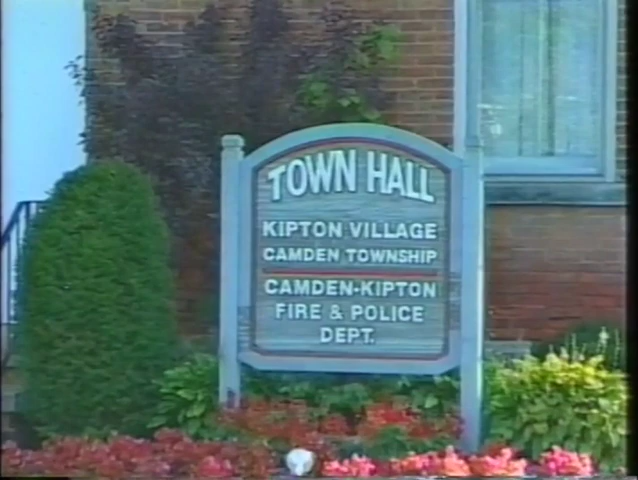 TOWN HALL
KIPTON VILLAGE
CAMDEN TOWNSHIP
CAMDEN-KIPTON
FIRE & POLICE
DEPT.